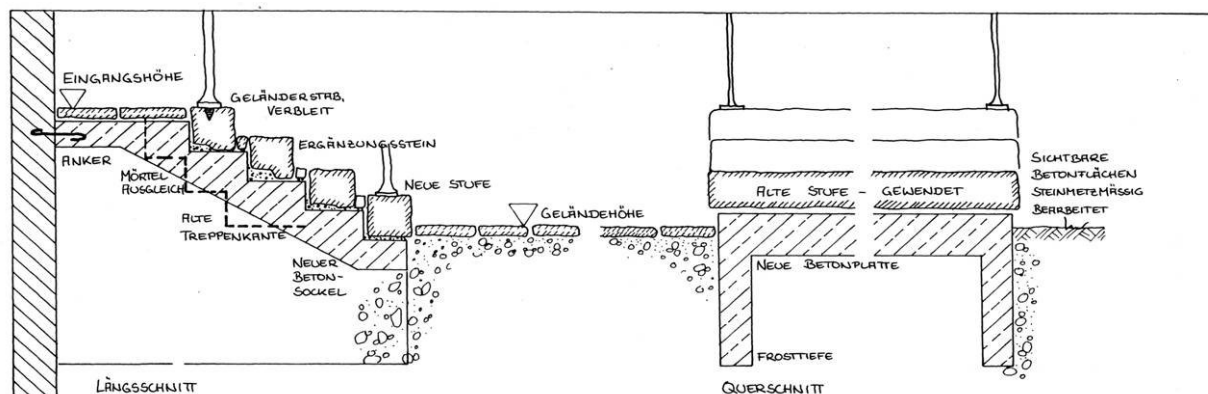 EINGANGSHÖHE
GELÄNDERSTAB,
VERBLEIT
ERGÄNZUNGSSTEIN
ANKER
MÖRTEL
AUSGLEICH
NEUE STUFE
ALTE
TREPPENKANTE
GELÄNDEHÖHE
NEUER
BETON-
SOCKEL
LÄNGSSCHNITT
ALTE STUFE - GEWENDET
SICHTBARE
BETONFLÄCHEN
STEINMETZMÄSSIG
BEARBEITET
NEUE BETONPLATTE
FROSTTIEFE
QUERSCHNITT